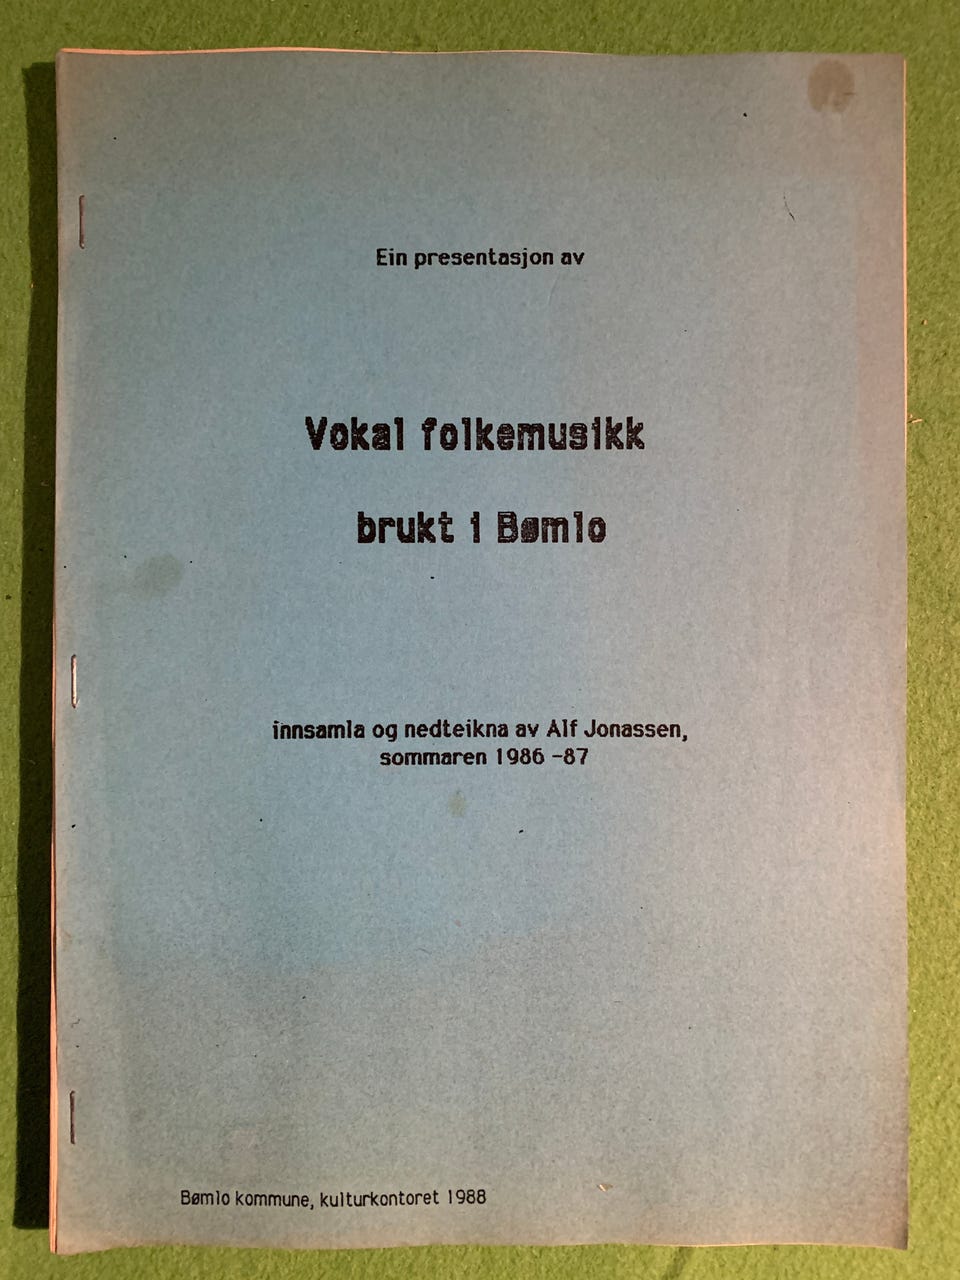 Ein presentasjon av
Vokal folkemusikk
brukt i Bømlo
innsamla og nedteikna av Alf Jonassen,
sommaren 1986 -87
Bømlo kommune, kulturkontoret 1988